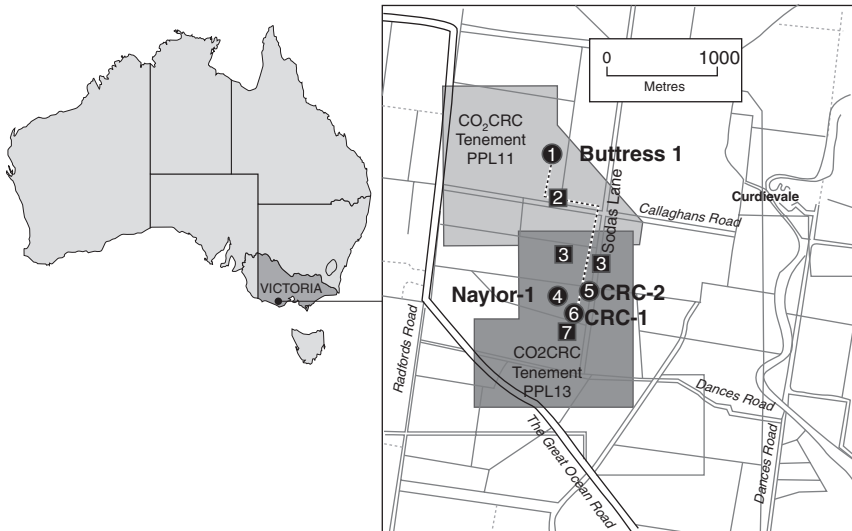 VICTORIA
0 1000
Metres
CO₂CRC
Tenement
PPL11
1 Buttress 1
2
Sodas Lane
Callaghans Road
Curdievale
3
3
Naylor-1 4
5 CRC-2
6 CRC-1
7
CO2CRC
Tenement
PPL13
Radfords Road
The Great Ocean Road
Dances Road
Dances Road